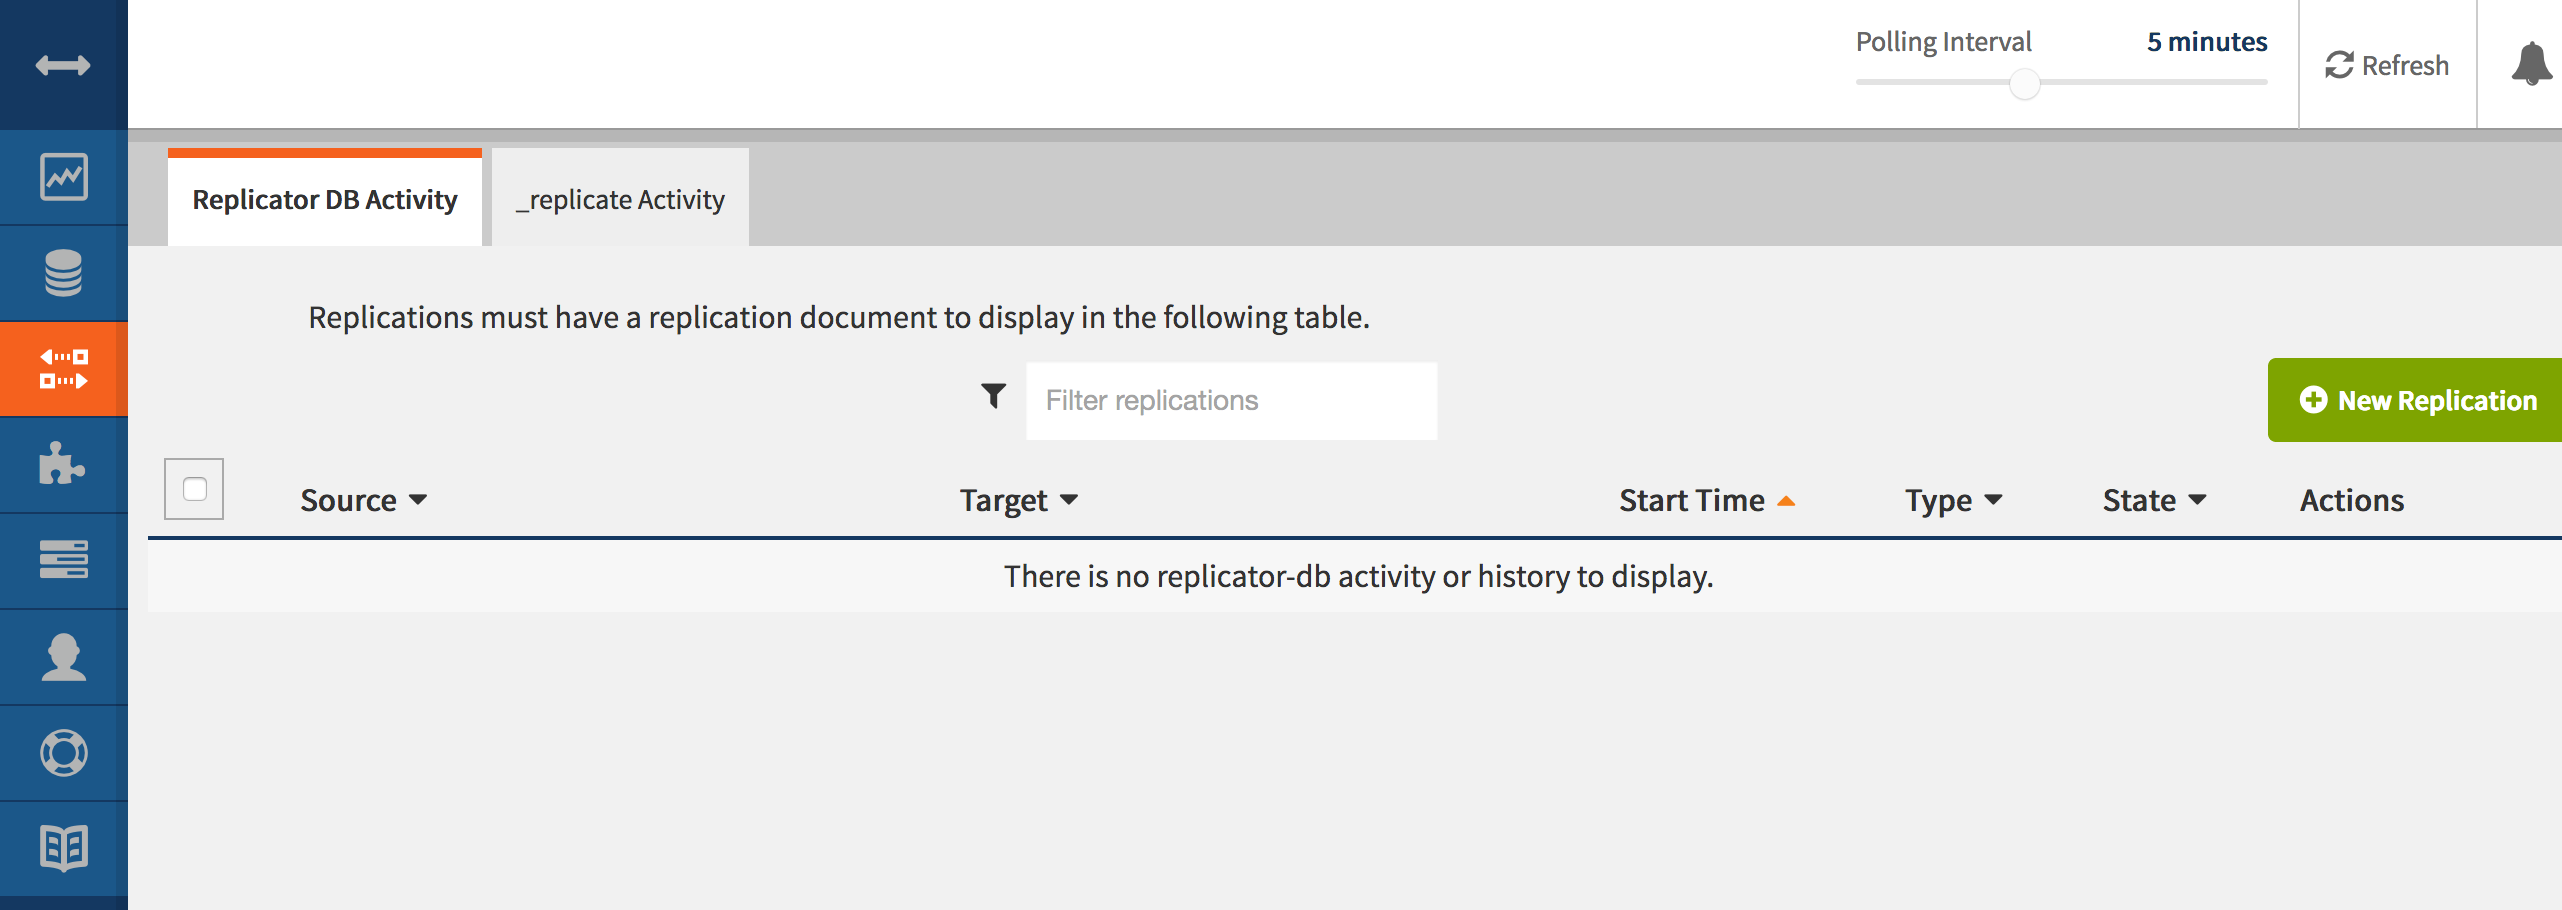 Polling Interval 5 minutes
Refresh
Replicator DB Activity _replicate Activity
Replications must have a replication document to display in the following table.
Filter replications
New Replication
Source Target Start Time Type State Actions
There is no replicator-db activity or history to display.